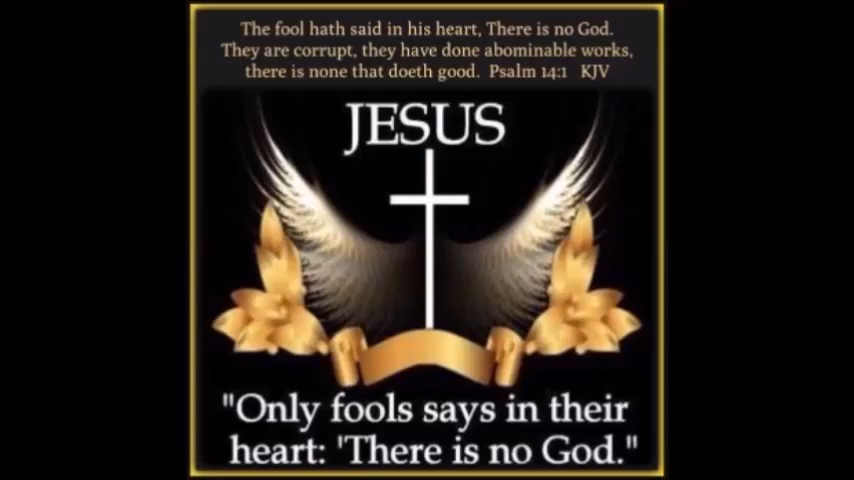 The fool hath said in his heart, There is no God.
They are corrupt, they have done abominable works,
there is none that doeth good. Psalm 14:1 KJV
JESUS
"Only fools says in their
heart: 'There is no God."